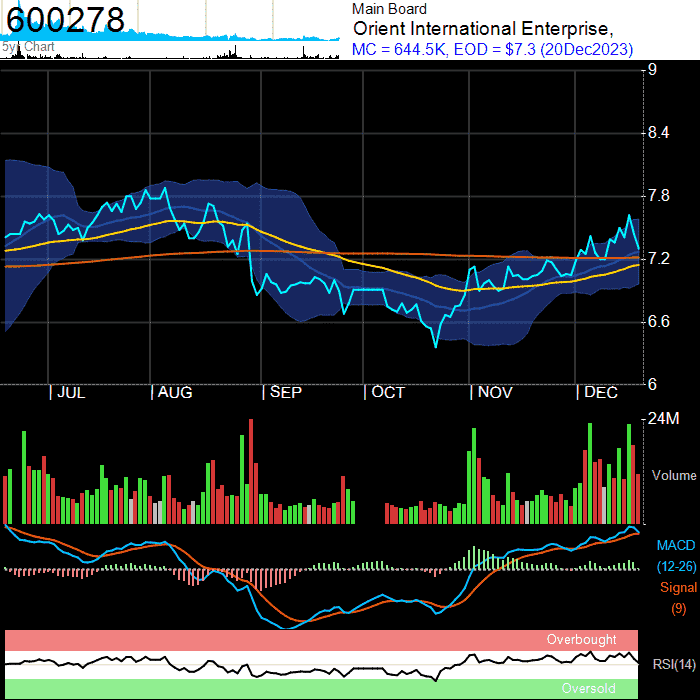 600278
5yr Chart
Main Board
Orient International Enterprise,
MC = 644.5K, EOD = $7.3 (20Dec2023)
9
8.4
7.8
7.2
6.6
6
| JUL | AUG | SEP | OCT | NOV | DEC
24M
Volume
MACD
(12-26)
Signal
(9)
Overbought
RSI(14)
Oversold